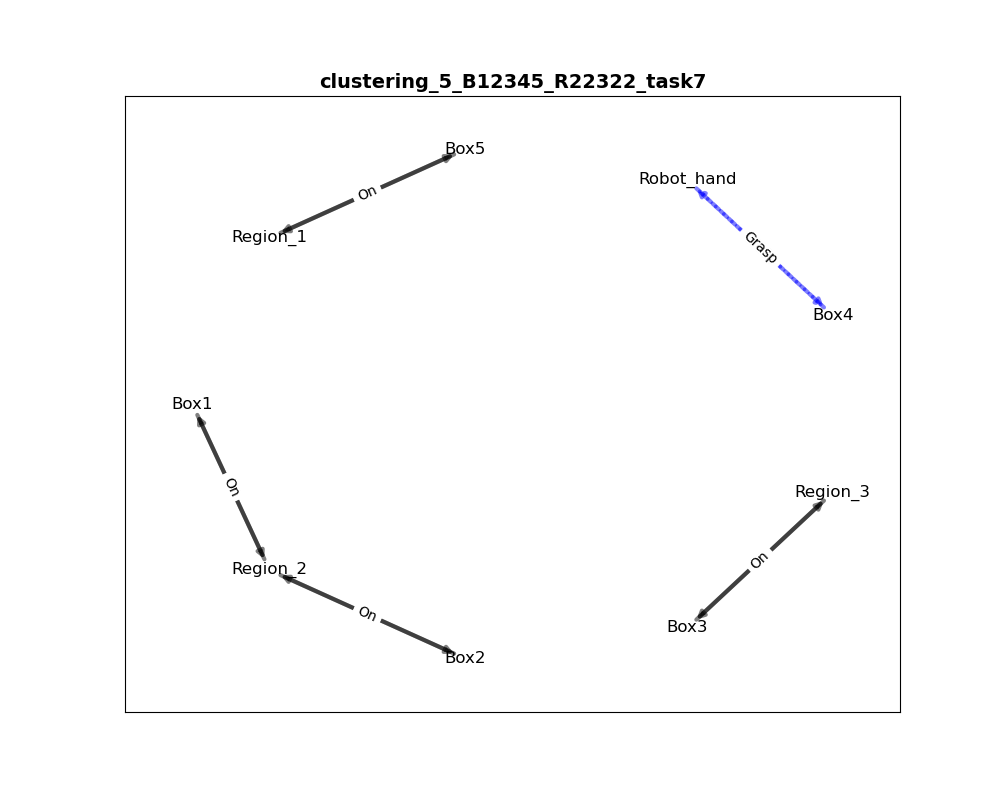 clustering_5_B12345_R22322_task7
Box5
On
Region_1
Robot_hand
Grasp
Box4
Box1
On
Region_2
On
Box2
Region_3
On
Box3